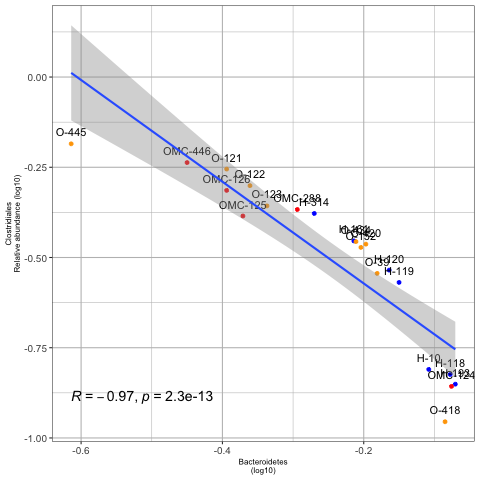 Clostridiales
Relative abundance (log10)
0.00
-0.25
-0.50
-0.75
-1.00
O-445
OMC-446
O-121
O-122
OMC-126
O-123
OMC-288
H-314
OMC-125
O-152
O-39
H-120
H-119
H-10
H-118
OMC-124
O-418
R = −0.97, p = 2.3e-13
-0.6
-0.4
-0.2
Bacteroidetes
(log10)